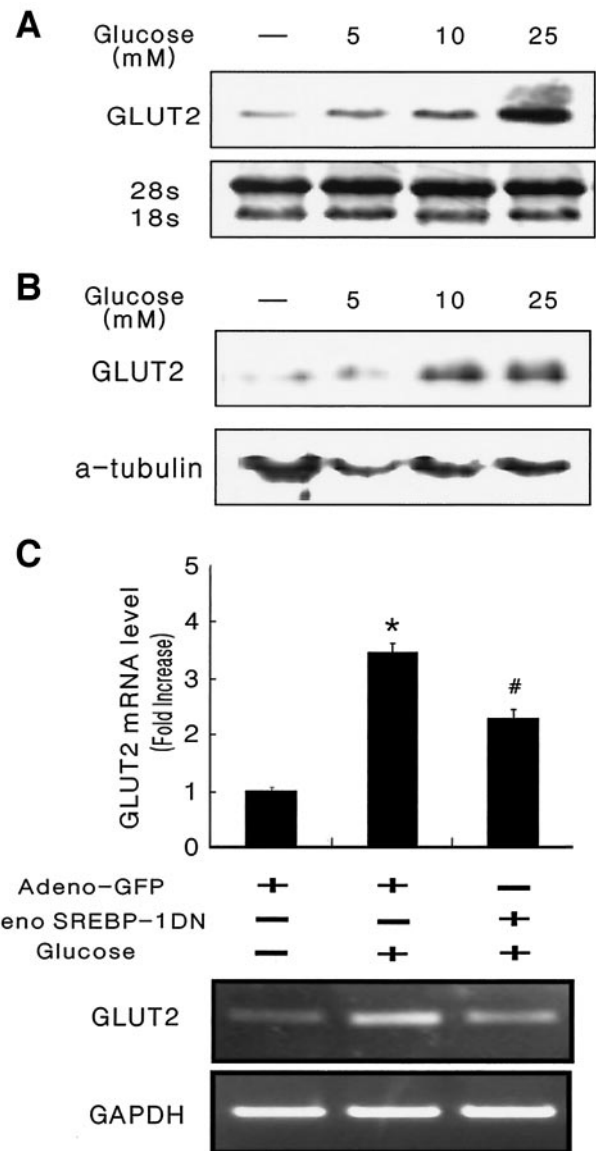 A
Glucose — 5 10 25
(mM)
GLUT2
28s
18s
B
Glucose — 5 10 25
(mM)
GLUT2
a-tubulin
C
GLUT2 mRNA level
(Fold Increase)
5
4
3
2
1
0
*
#
Adeno-GFP + + —
eno SREBP-1DN — — +
Glucose — + +
GLUT2
GAPDH